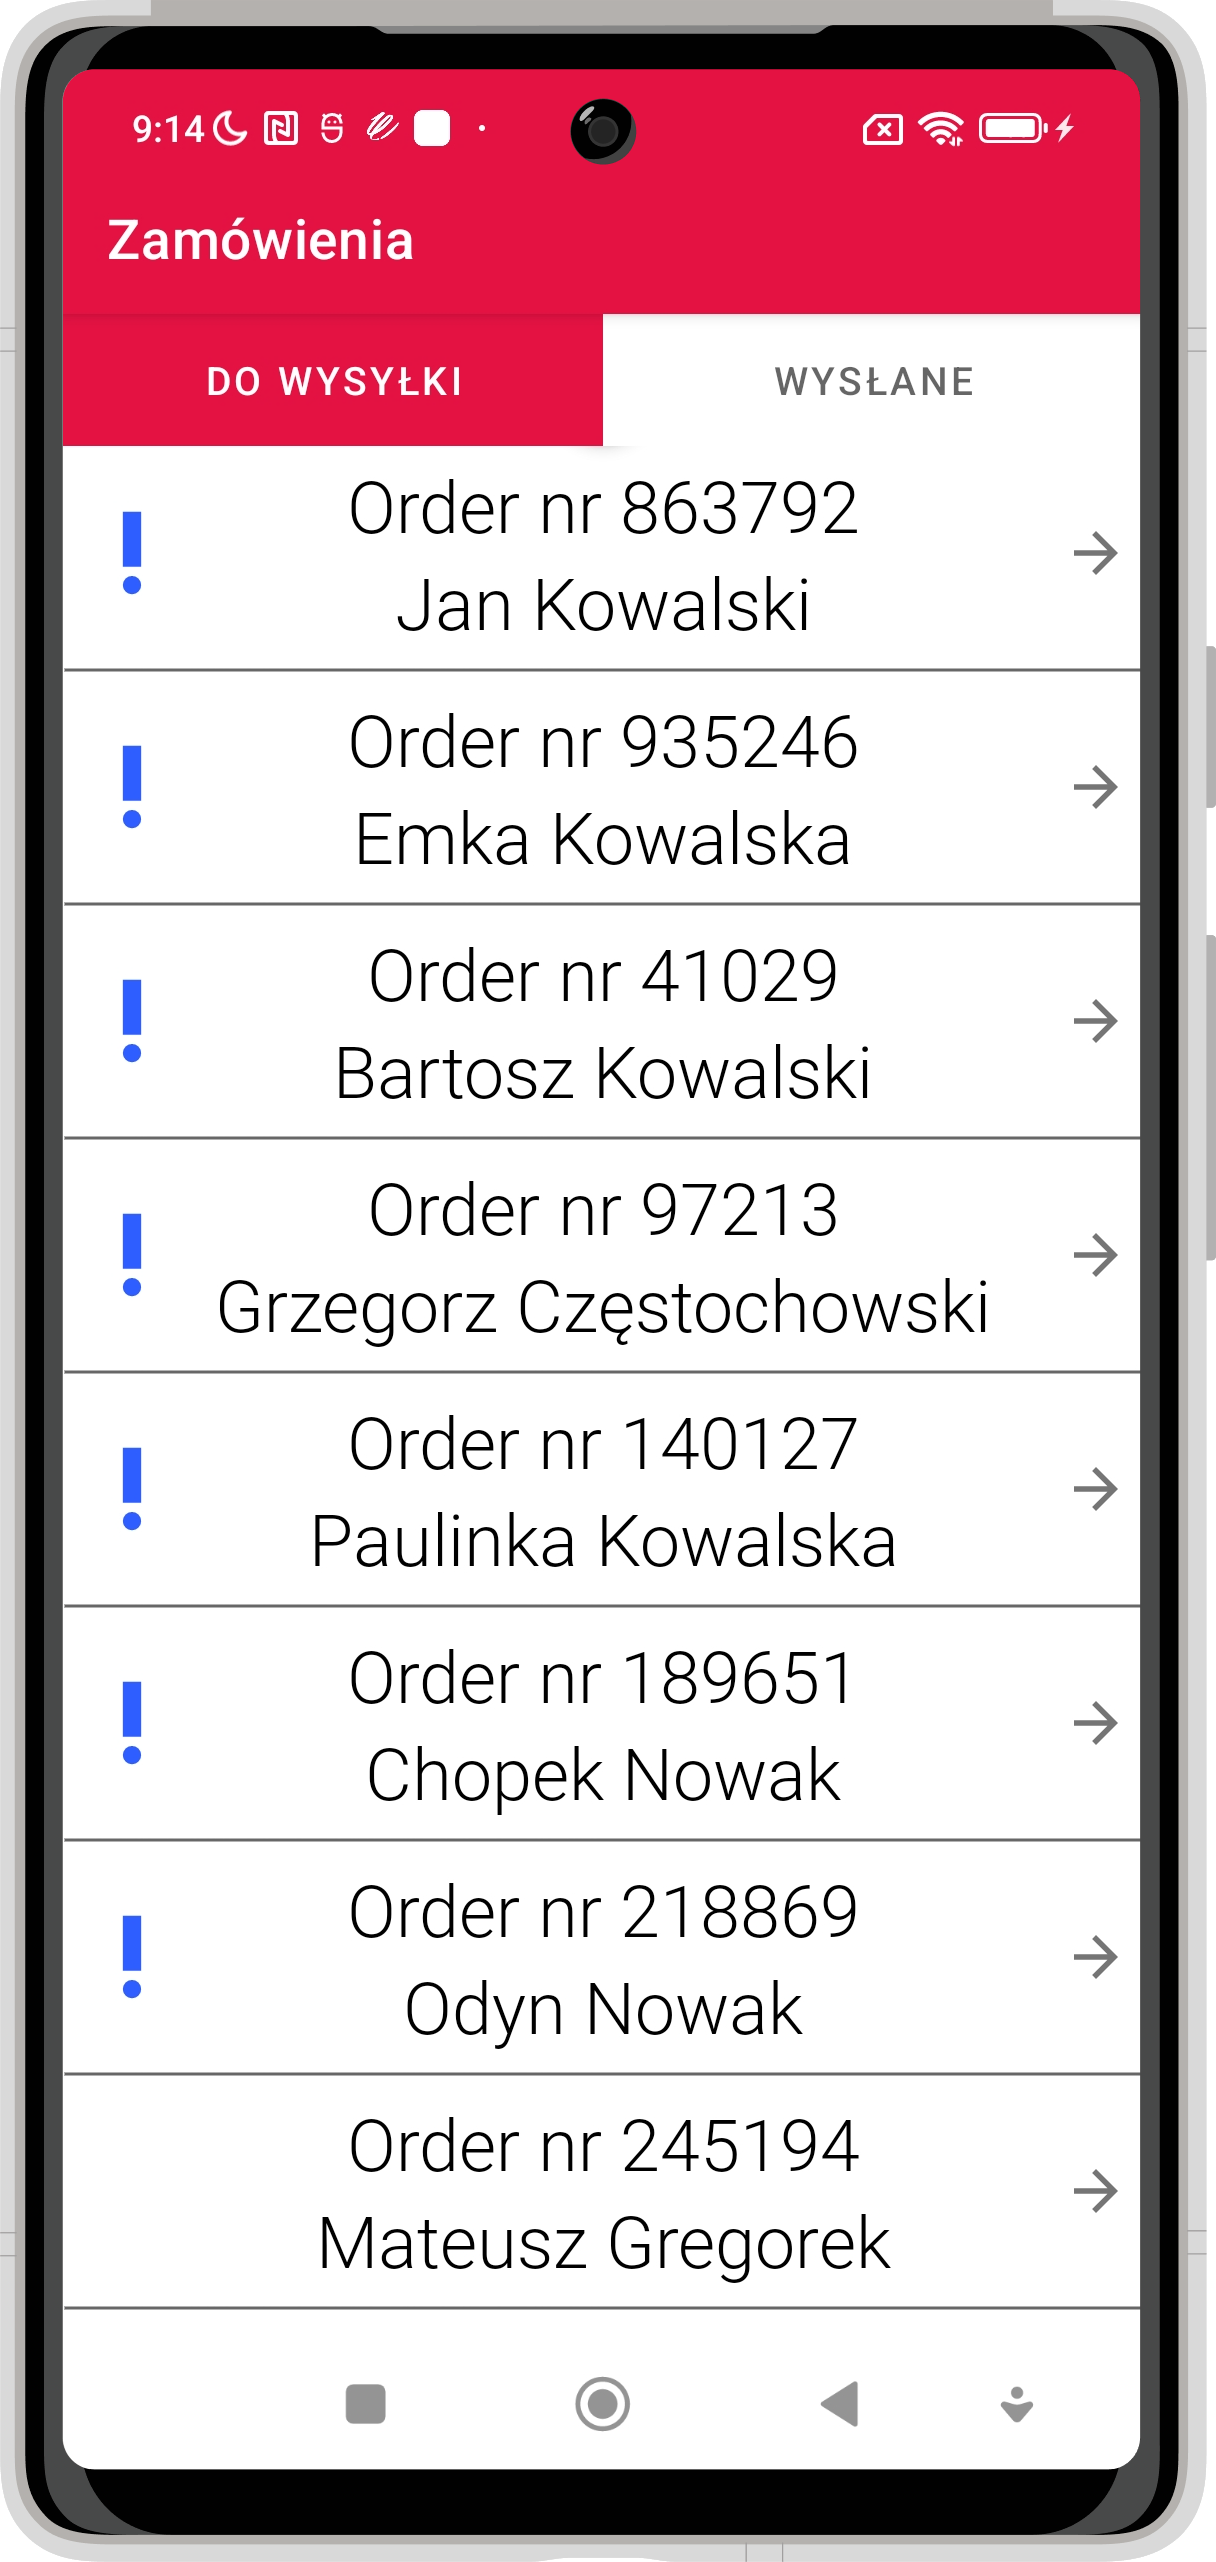 9:14
Zamówienia
DO WYSYŁKI
WYSŁANE
Order nr 863792
Jan Kowalski
Order nr 935246
Emka Kowalska
Order nr 41029
Bartosz Kowalski
Order nr 97213
Grzegorz Częstochowski
Order nr 140127
Paulinka Kowalska
Order nr 189651
Chopek Nowak
Order nr 218869
Odyn Nowak
Order nr 245194
Mateusz Gregorek